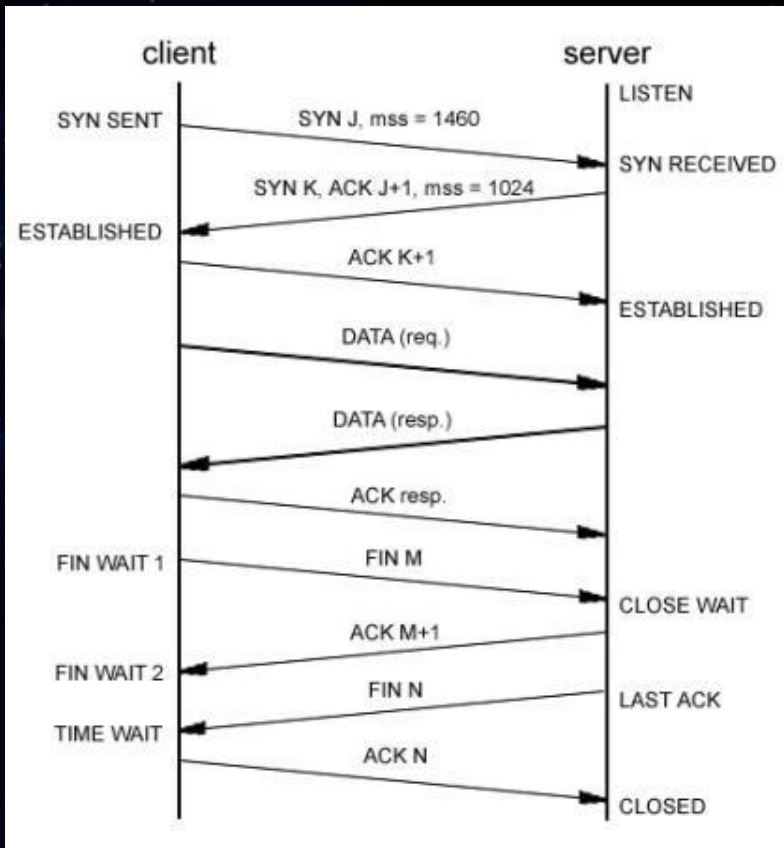 client
server
LISTEN
SYN SENT
SYN J, mss = 1460
SYN RECEIVED
SYN K, ACK J+1, mss = 1024
ESTABLISHED
ACK K+1
ESTABLISHED
DATA (req.)
DATA (resp.)
ACK resp.
FIN WAIT 1
FIN M
CLOSE WAIT
ACK M+1
FIN WAIT 2
FIN N
LAST ACK
TIME WAIT
ACK N
CLOSED